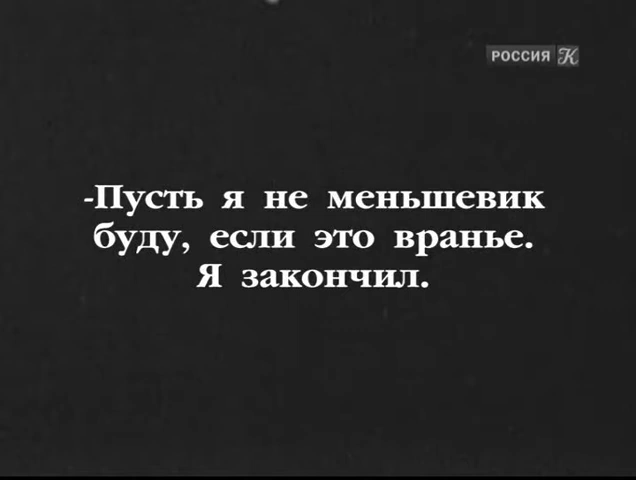 РОССИЯ К
-Пусть я не меньшевик
буду, если это вранье.
Я закончил.